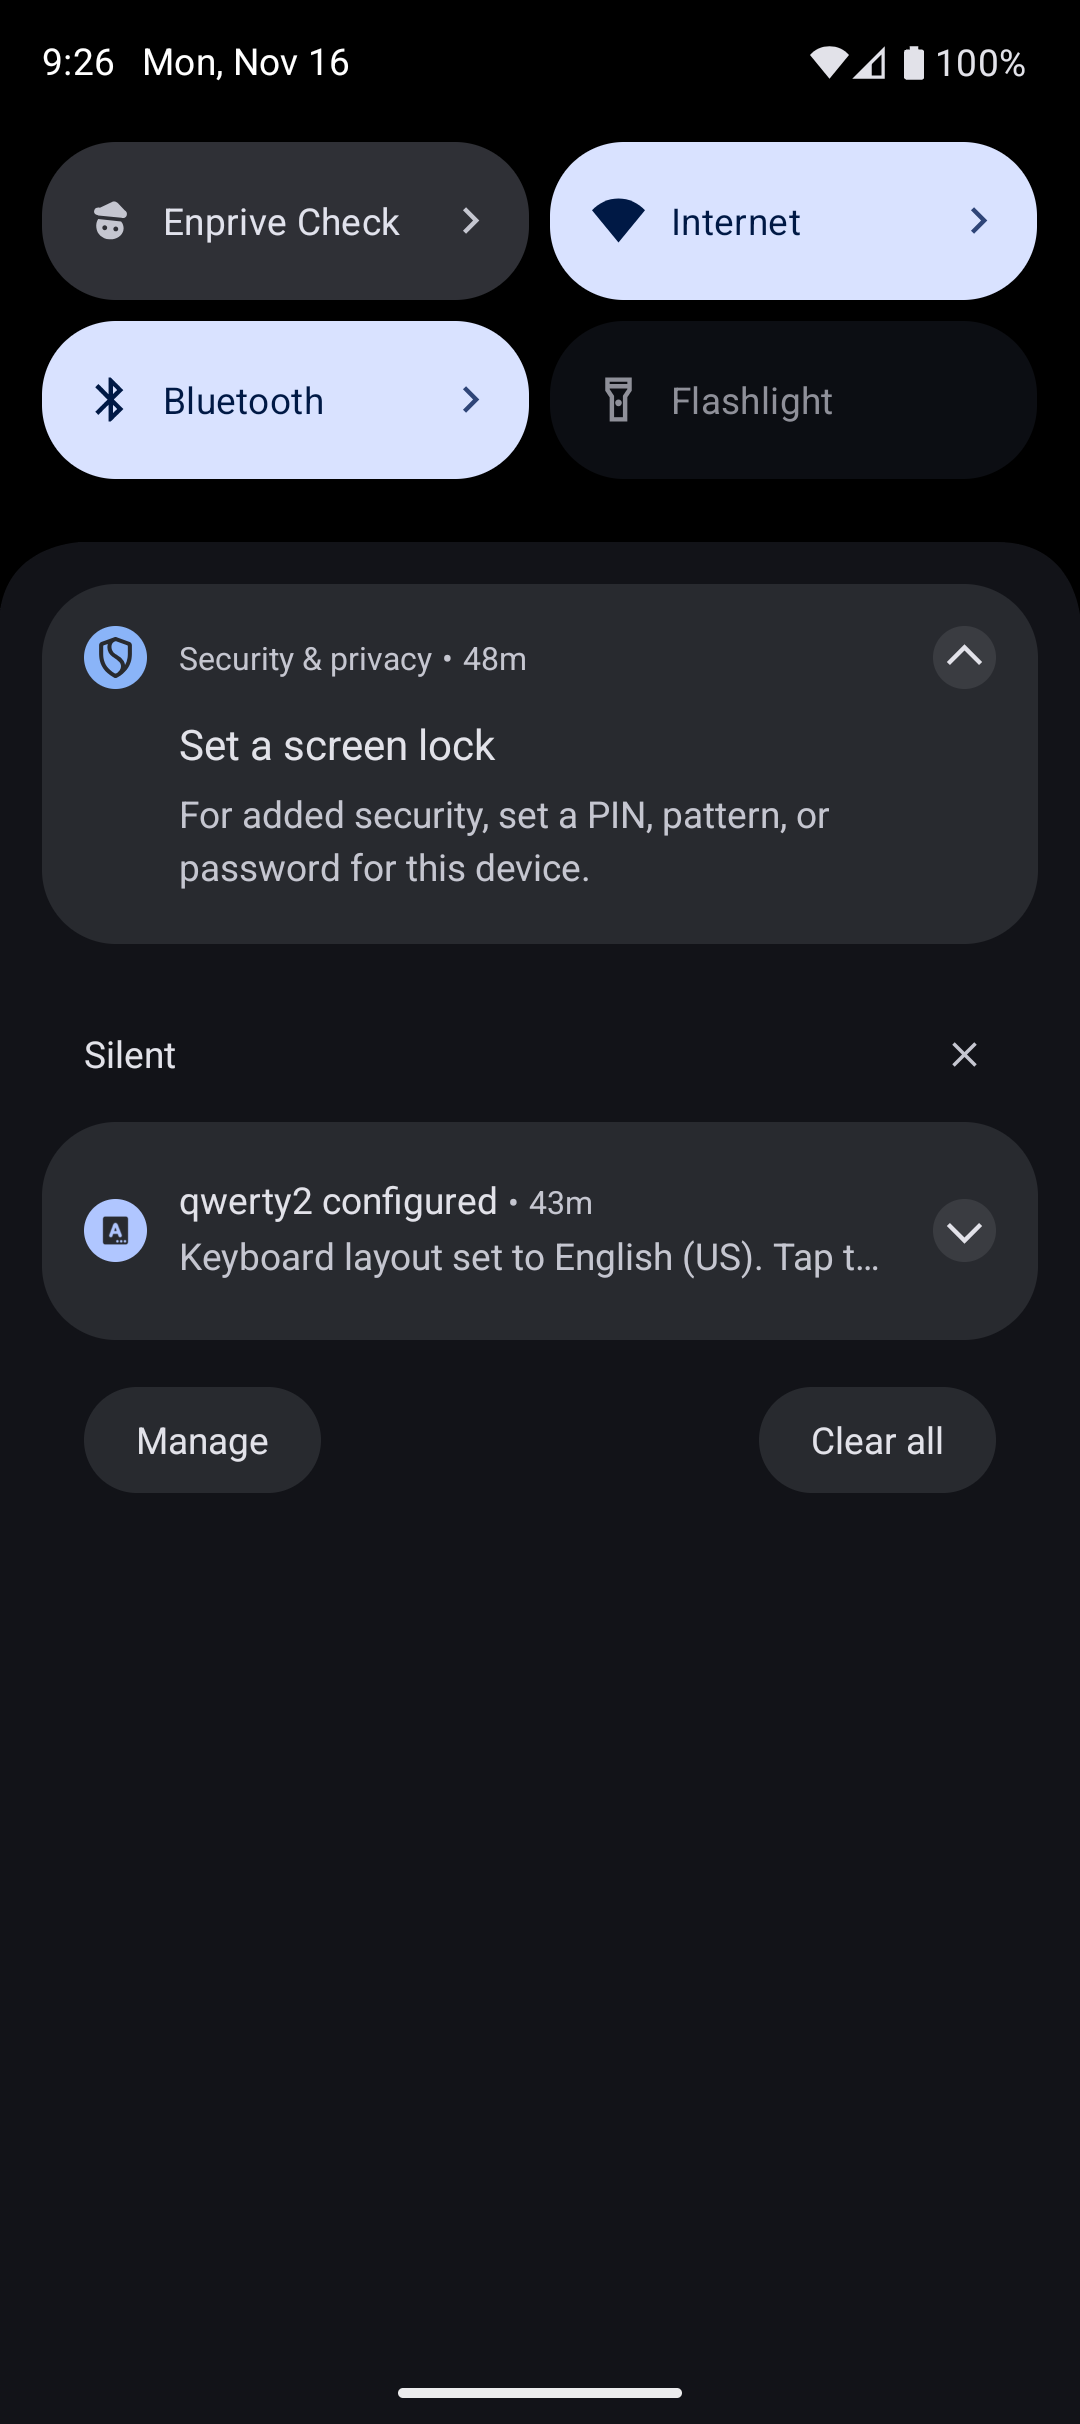 9:26 Mon, Nov 16 100%
Enprive Check Internet
Bluetooth Flashlight
Security & privacy • 48m
Set a screen lock
For added security, set a PIN, pattern, or
password for this device.
Silent
qwerty2 configured • 43m
Keyboard layout set to English (US). Tap t…
Manage Clear all